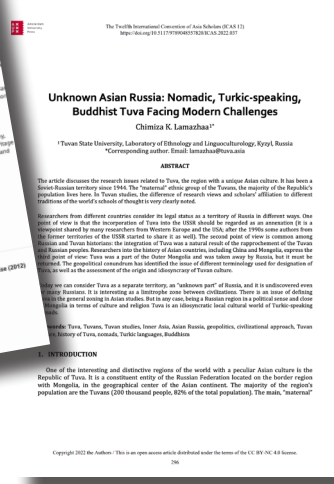 Amsterdam
University
Press
The Twelfth International Convention of Asia Scholars (ICAS 12)
https://doi.org/10.5117/9789048557820/ICAS.2022.037
Unknown Asian Russia: Nomadic, Turkic-speaking,
Buddhist Tuva Facing Modern Challenges
Chimiza K. Lamazhaa¹*
¹ Tuvan State University, Laboratory of Ethnology and Linguoculturology, Kyzyl, Russia
*Corresponding author. Email: lamazhaa@tuva.asia
ABSTRACT
The article discusses the research issues related to Tuva, the region with a unique Asian culture. It has been a
Soviet-Russian territory since 1944. The "maternal" ethnic group of the Tuvans, the majority of the Republic's
population lives here. In Tuvan studies, the difference of research views and scholars' affiliation to different
traditions of the world's schools of thought is very clearly noted.
Researchers from different countries consider its legal status as a territory of Russia in different ways. One
point of view is that the incorporation of Tuva into the USSR should be regarded as an annexation (it is a
viewpoint shared by many researchers from Western Europe and the USA; after the 1990s some authors from
the former territories of the USSR started to share it as well). The second point of view is common among
Russian and Tuvan historians: the integration of Tuva was a natural result of the rapprochement of the Tuvan
and Russian peoples. Researchers into the history of Asian countries, including China and Mongolia, express the
third point of view: Tuva was a part of the Outer Mongolia and was taken away by Russia, but it must be
returned. The geopolitical conundrum has identified the issue of different terminology used for designation of
Tuva, as well as the assessment of the origin and idiosyncrasy of Tuvan culture.
we can consider Tuva as a separate territory, an "unknown part" of Russia, and it is undiscovered even
many Russians. It is interesting as a limitrophe zone between civilizations. There is an issue of defining
in the general zoning in Asian studies. But in any case, being a Russian region in a political sense and close
Mongolia in terms of culture and religion Tuva is an idiosyncratic local cultural world of Turkic-speaking
Tuva, Tuvans, Tuvan studies, Inner Asia, Asian Russia, geopolitics, civilizational approach, Tuvan
history of Tuva, nomads, Turkic languages, Buddhism
1. INTRODUCTION
One of the interesting and distinctive regions of the world with a peculiar Asian culture is the
Republic of Tuva. It is a constituent entity of the Russian Federation located on the border region
with Mongolia, in the geographical center of the Asian continent. The majority of the region's
population are the Tuvans (200 thousand people, 82% of the total population). The main, "maternal"
Copyright 2022 the Authors / This is an open access article distributed under the terms of the CC BY-NC 4.0 license.
296
(2012)
and